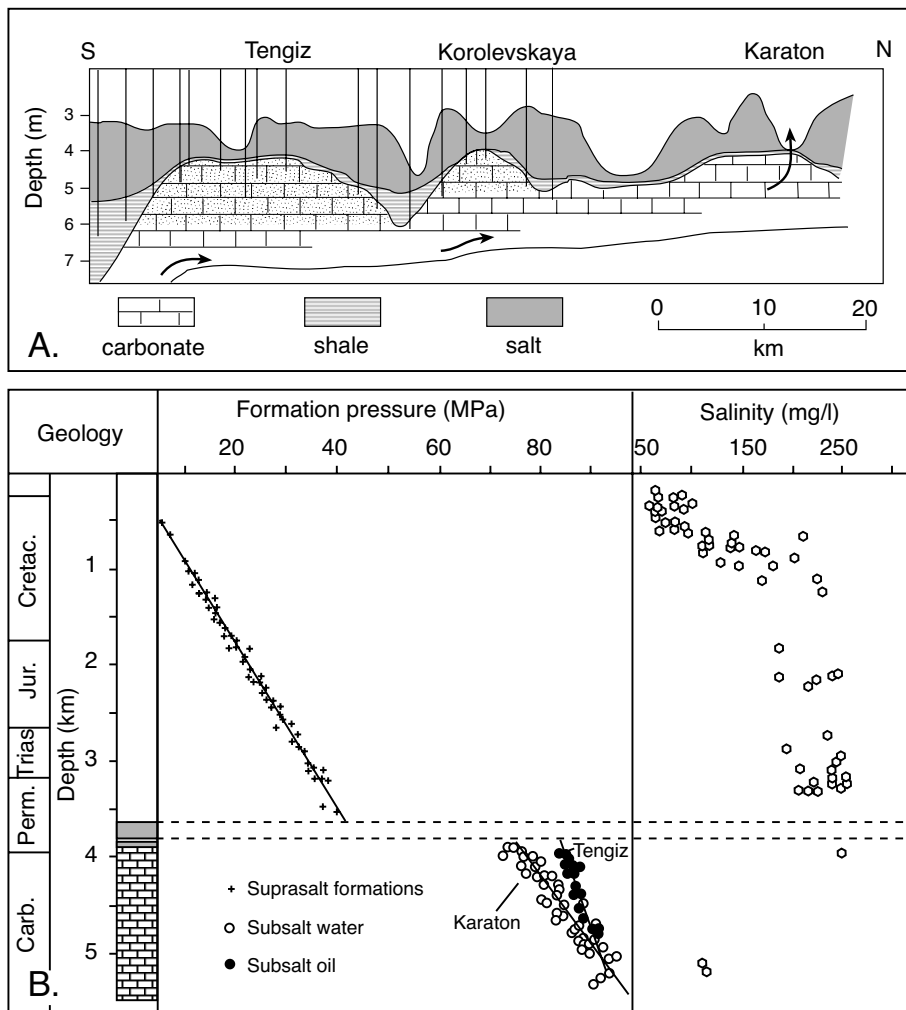 S Tengiz Korolevskaya Karaton N
Depth (m)
3
4
5
6
7
carbonate shale salt
0 10 20
km
A.
Geology Formation pressure (MPa) Salinity (mg/l)
20 40 60 80 50 150 250
Cretac.
Jur.
Trias
Perm.
Carb.
Depth (km)
1
2
3
4
5
Tengiz
Karaton
Suprasalt formations
Subsalt water
Subsalt oil
B.